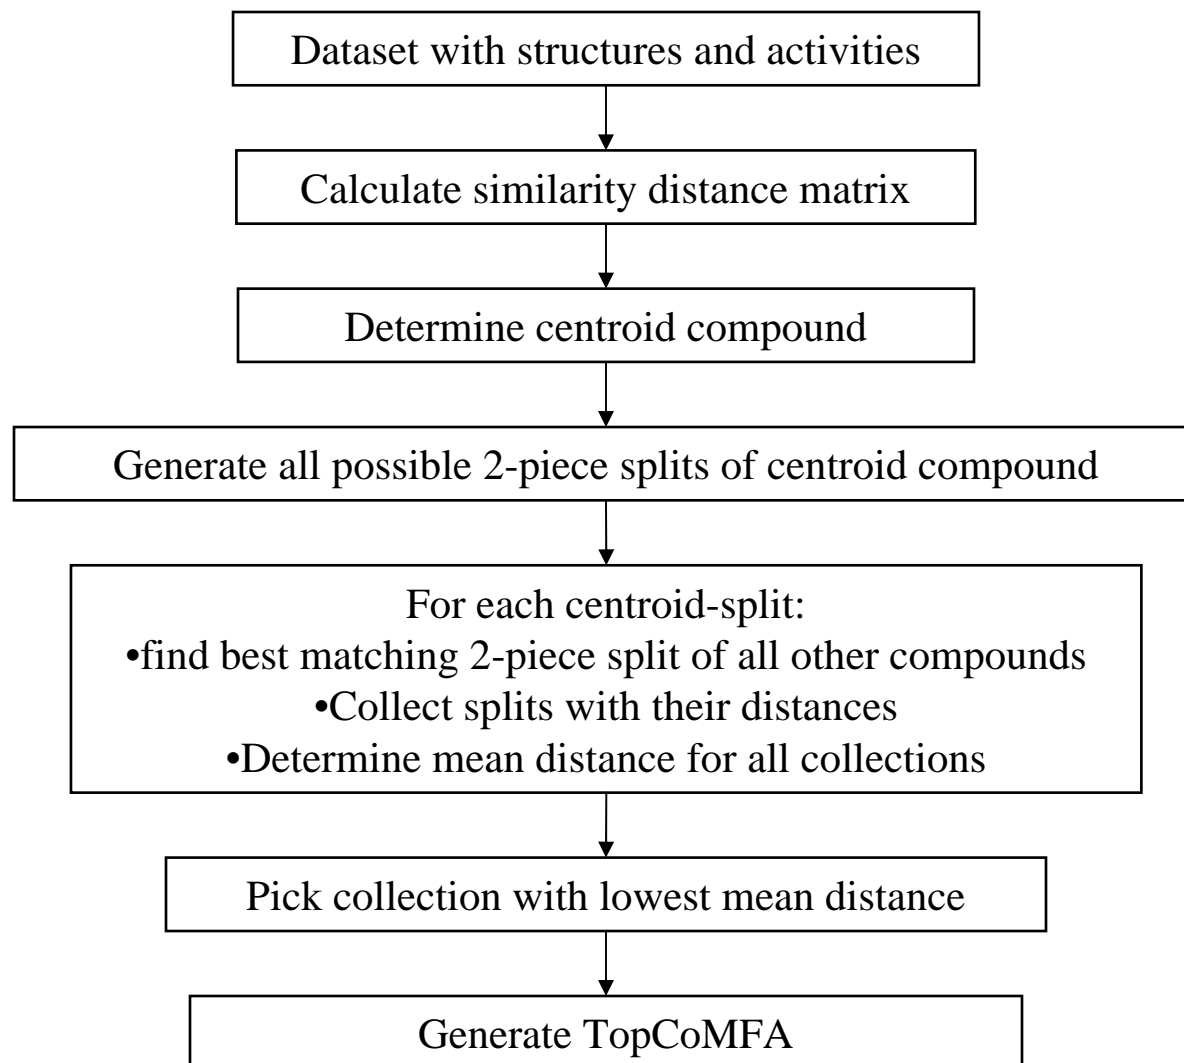 Dataset with structures and activities
Calculate similarity distance matrix
Determine centroid compound
Generate all possible 2-piece splits of centroid compound
For each centroid-split:
•find best matching 2-piece split of all other compounds
•Collect splits with their distances
•Determine mean distance for all collections
Pick collection with lowest mean distance
Generate TopCoMFA